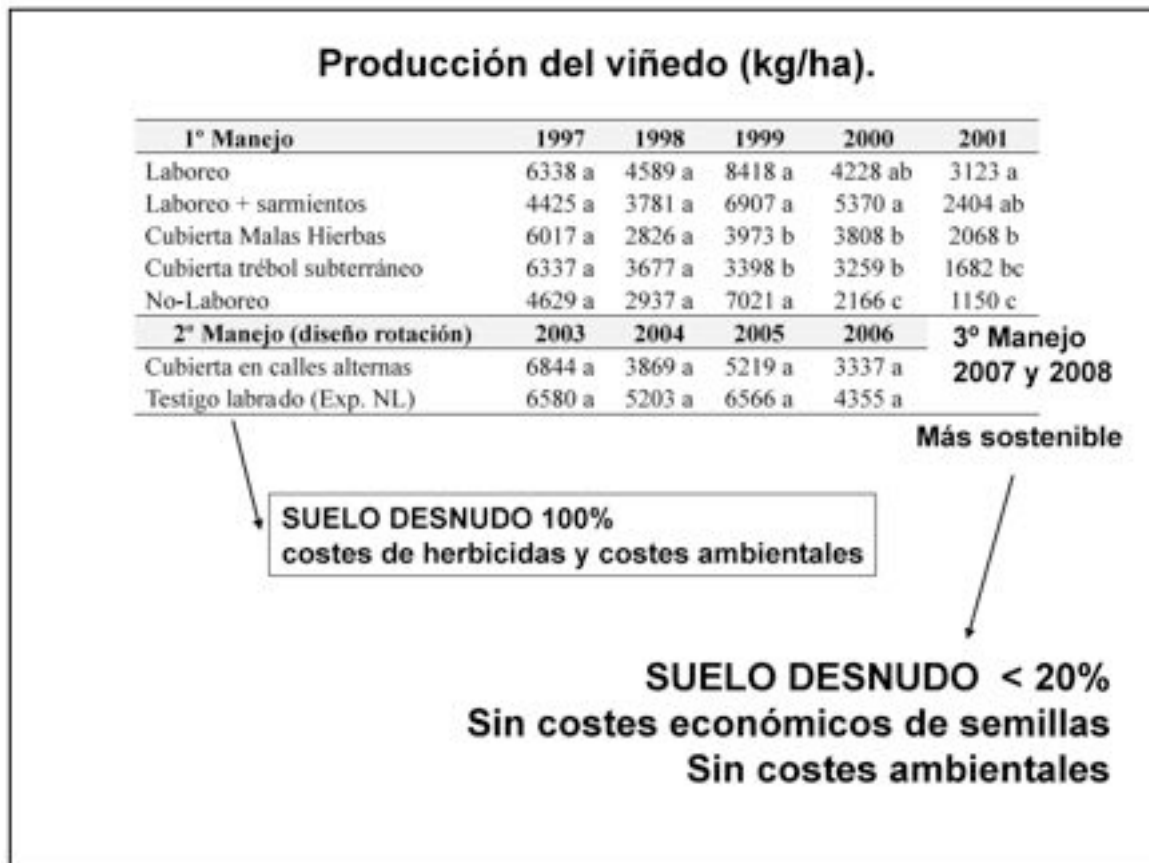 Producción del viñedo (kg/ha).
1º Manejo 1997 1998 1999 2000 2001
Laboreo 6338 a 4589 a 8418 a 4228 ab 3123 a
Laboreo + sarmientos 4425 a 3781 a 6907 a 5370 a 2404 ab
Cubierta Malas Hierbas 6017 a 2826 a 3973 b 3808 b 2068 b
Cubierta trébol subterráneo 6337 a 3677 a 3398 b 3259 b 1682 bc
No-Laboreo 4629 a 2937 a 7021 a 2166 c 1150 c
2º Manejo (diseño rotación) 2003 2004 2005 2006
Cubierta en calles alternas 6844 a 3869 a 5219 a 3337 a
Testigo labrado (Exp. NL) 6580 a 5203 a 6566 a 4355 a
3º Manejo
2007 y 2008
Más sostenible
SUELO DESNUDO 100%
costes de herbicidas y costes ambientales
SUELO DESNUDO < 20%
Sin costes económicos de semillas
Sin costes ambientales